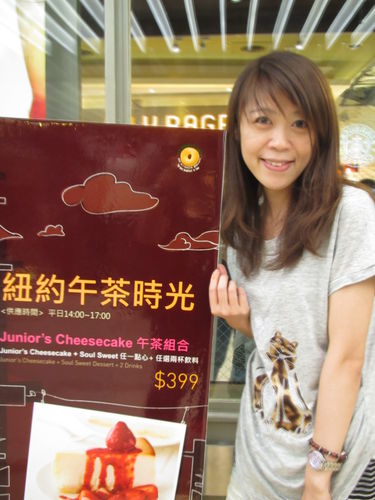 BAGE
紐約午茶時光
<供應時間> 平日14:00~17:00
Junior's Cheesecake 午茶組合
Junior's Cheesecake + Soul Sweet 任一點心+ 任選兩杯飲料
Junior's Cheesecake + Soul Sweet Dessert + 2 Drinks
$399